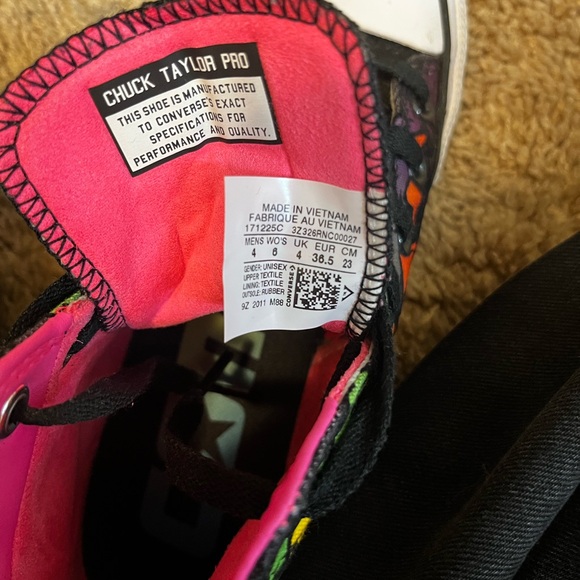 CHUCK TAYLOR PRO
THIS SHOE IS MANUFACTURED
TO CONVERSE'S EXACT
SPECIFICATIONS FOR
PERFORMANCE AND QUALITY.
MADE IN VIETNAM
FABRIQUE AU VIETNAM
171225C 3Z326RNC00027
MENS WO'S UK EUR CM
4 6 4 36.5 23
GENDER: UNISEX
UPPER: TEXTILE
LINING: TEXTILE
OUTSOLE: RUBBER
9Z 2011 M88
CONVERSE